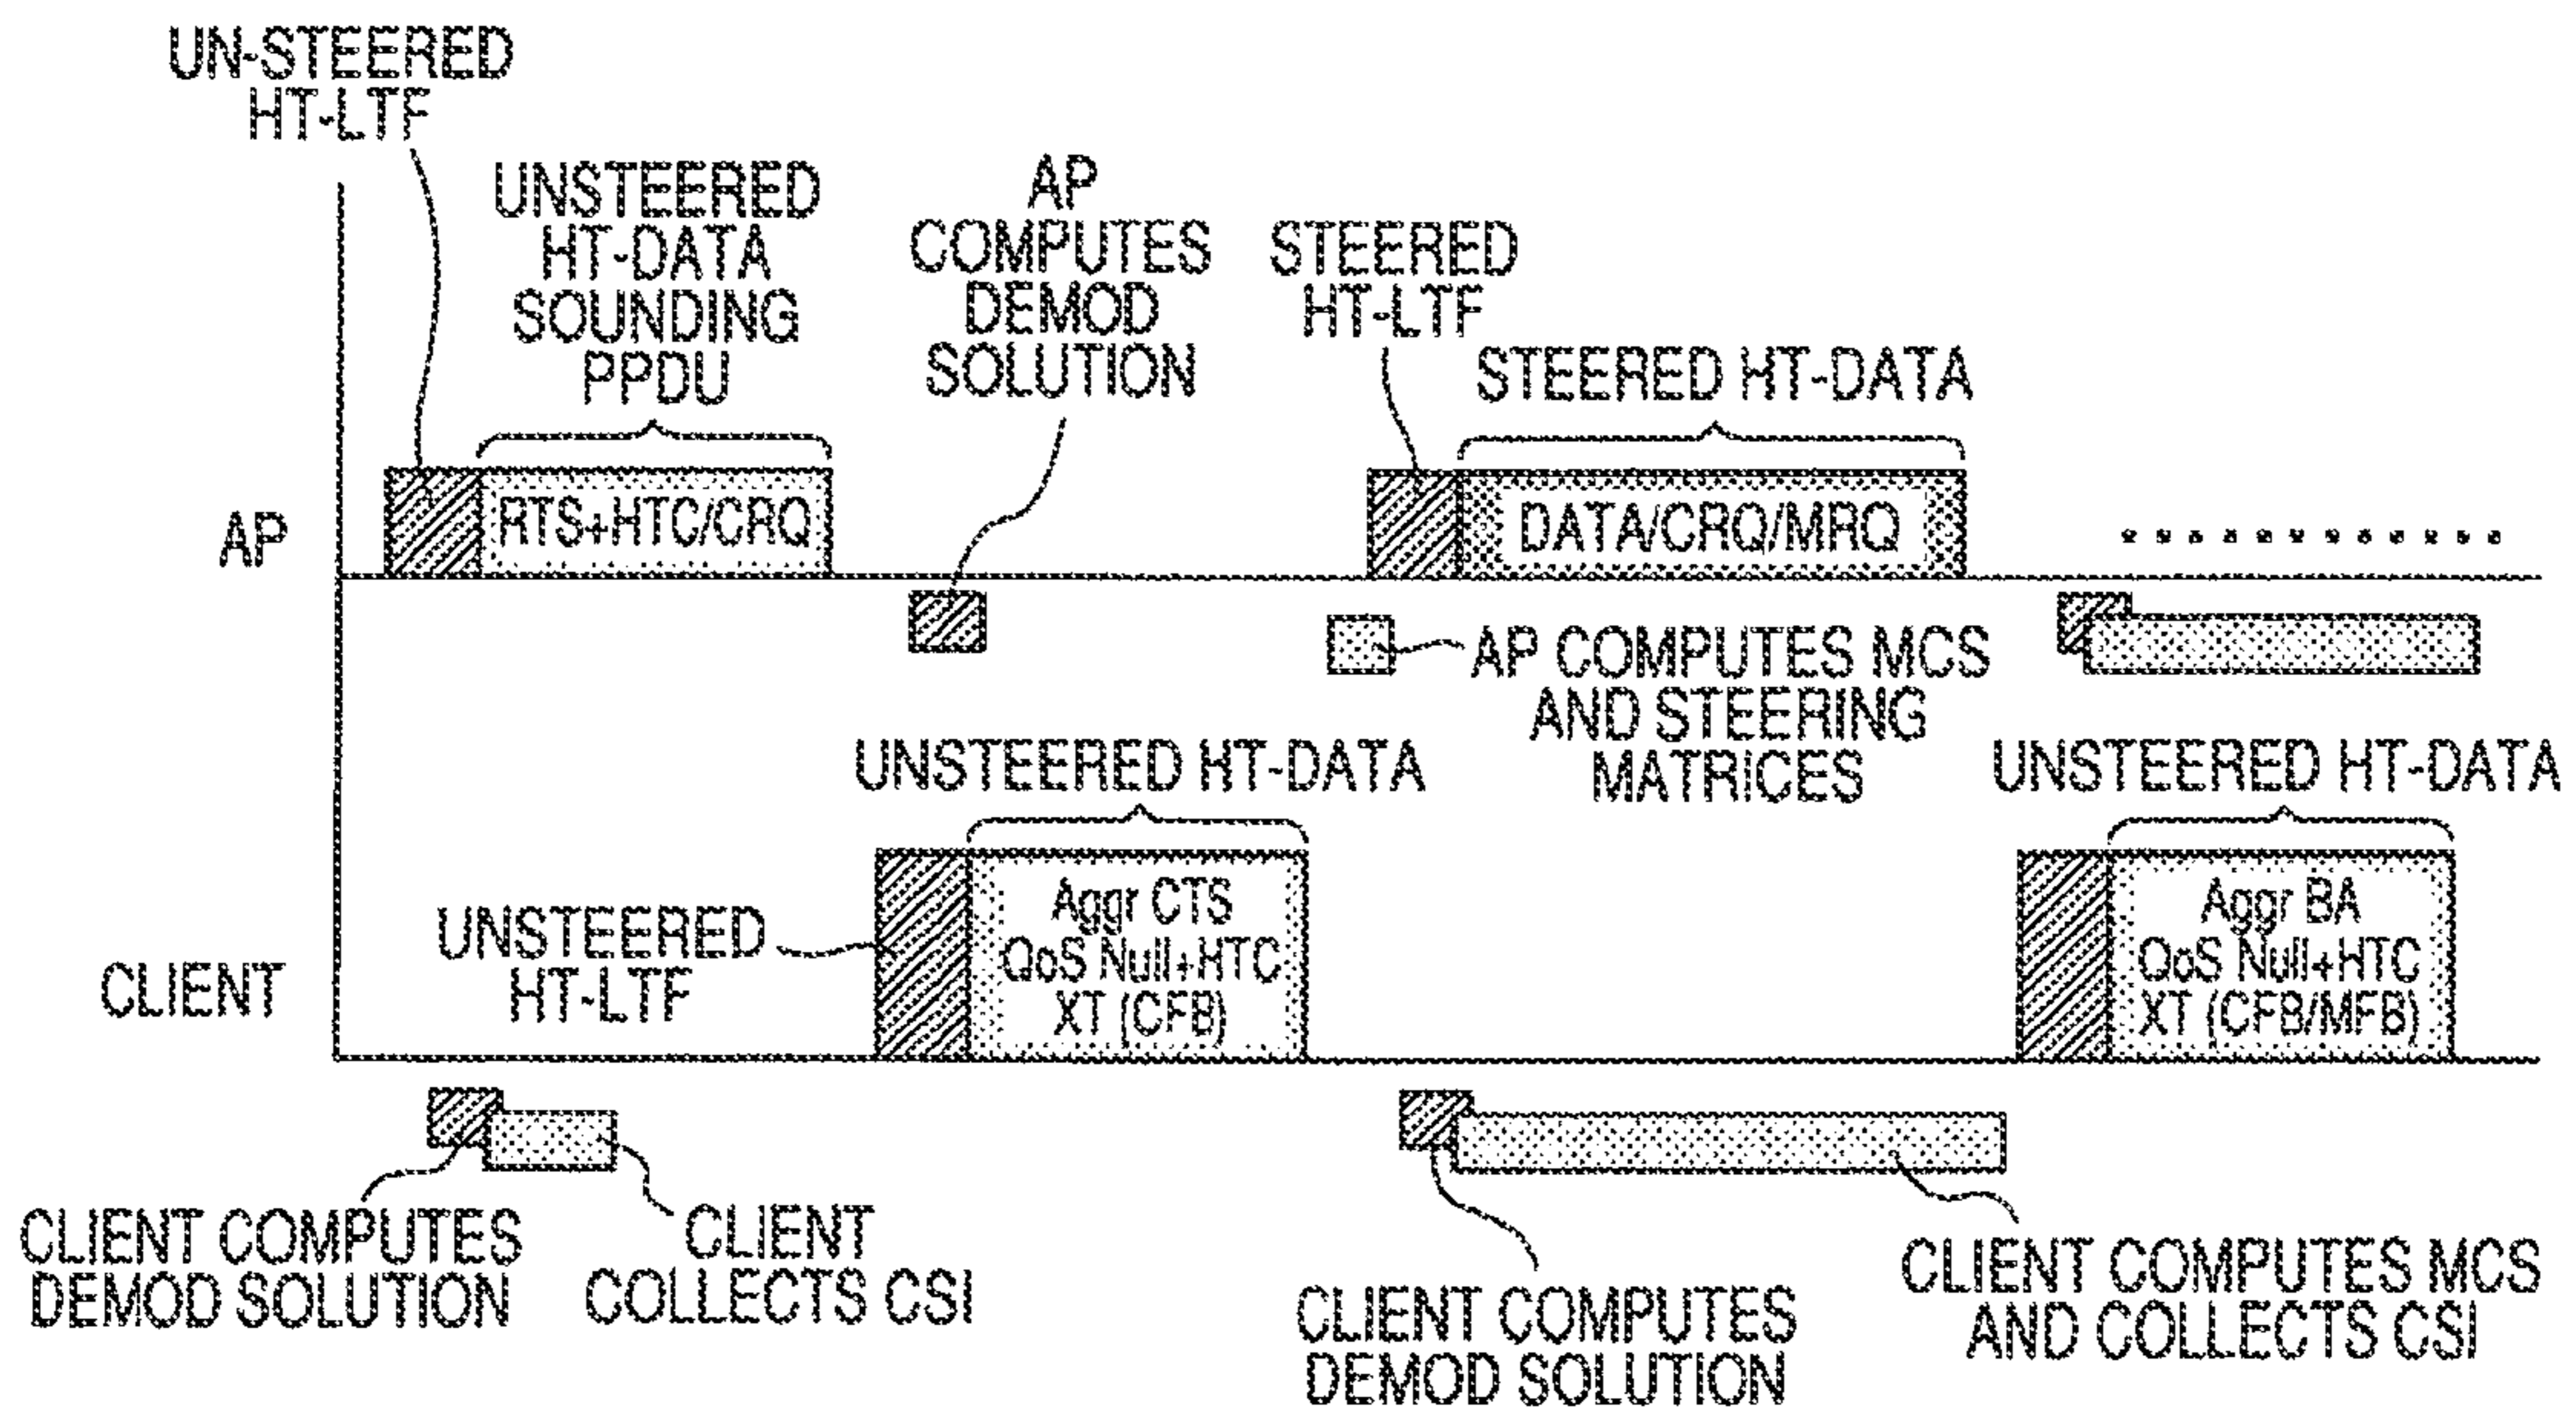 UN-STEERED
HT-LTF
UNSTEERED
HT-DATA
SOUNDING
PPDU
AP
COMPUTES
DEMOD
SOLUTION
STEERED
HT-LTF
STEERED HT-DATA
AP
RTS+HTC/CRQ
DATA/CRQ/MRQ
AP COMPUTES MCS
AND STEERING
MATRICES
UNSTEERED HT-DATA
UNSTEERED HT-DATA
CLIENT
UNSTEERED
HT-LTF
Aggr CTS
QoS Null+HTC
XT (CFB)
Aggr BA
QoS Null+HTC
XT (CFB/MFB)
CLIENT COMPUTES
DEMOD SOLUTION
CLIENT
COLLECTS CSI
CLIENT COMPUTES
DEMOD SOLUTION
CLIENT COMPUTES MCS
AND COLLECTS CSI